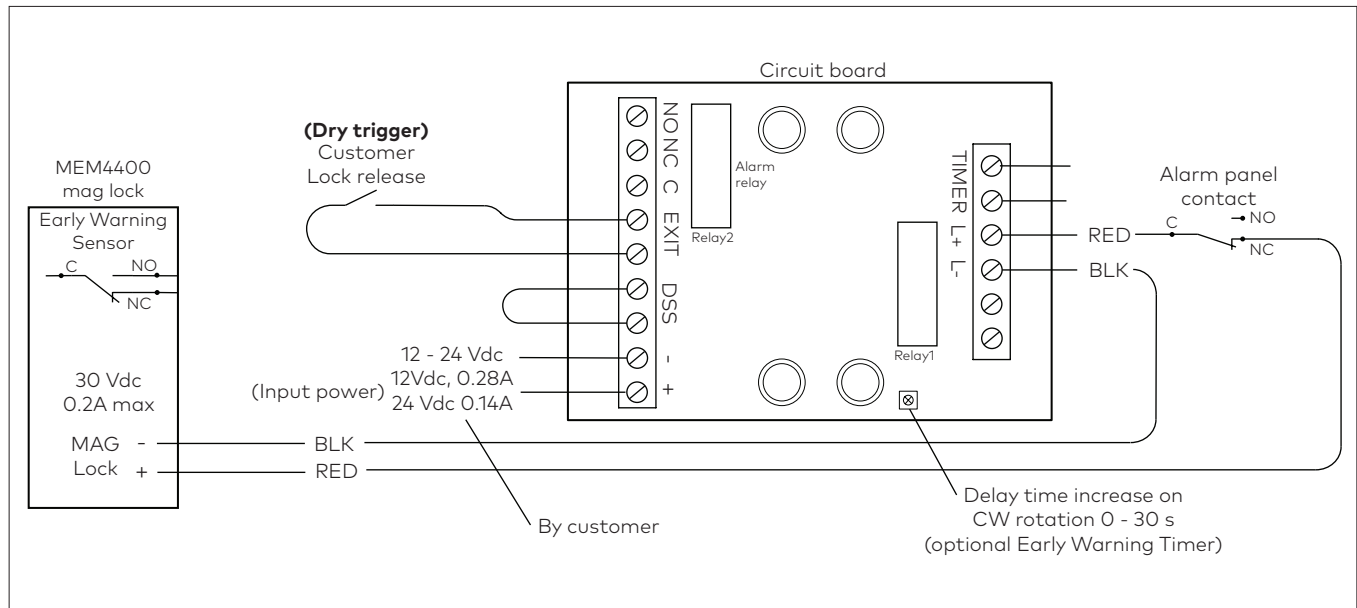 Circuit board
(Dry trigger)
Customer
Lock release
MEM4400
mag lock
Early Warning
Sensor
C
NO
NC
30 Vdc
0.2A max
MAG -
Lock +
NO
NC
C
EXIT
DSS
-
+
Alarm
relay
Relay2
Relay1
TIMER
L+
L-
RED
BLK
Alarm panel
contact
C
NO
NC
12 - 24 Vdc
(Input power) 12Vdc, 0.28A
24 Vdc 0.14A
BLK
RED
By customer
Delay time increase on
CW rotation 0 - 30 s
(optional Early Warning Timer)